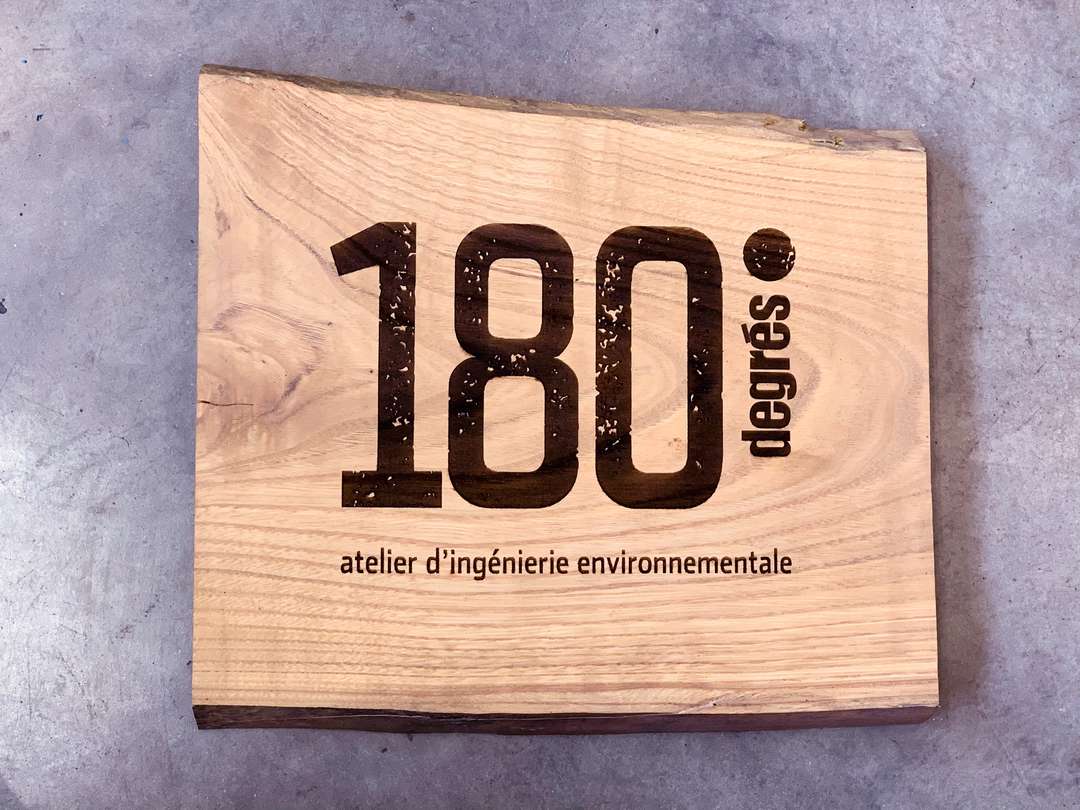 180
degrés
atelier d'ingénierie environnementale